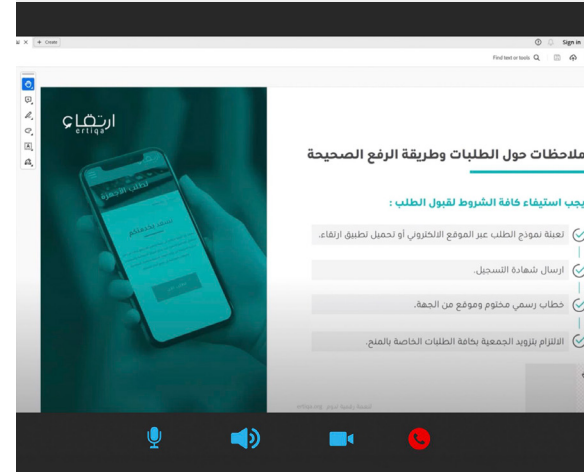 + Create
Sign in
Find text or tools
ارتقاء
ertiqa
لطلب الأجهزة
ملاحظات حول الطلبات وطريقة الرفع الصحيحة
يجب استيفاء كافة الشروط لقبول الطلب :
تعبئة نموذج الطلب عبر الموقع الالكتروني أو تحميل تطبيق ارتقاء.
ارسال شهادة التسجيل.
خطاب رسمي مختوم وموقع من الجهة.
الالتزام بتزويد الجمعية بكافة الطلبات الخاصة بالمنح.